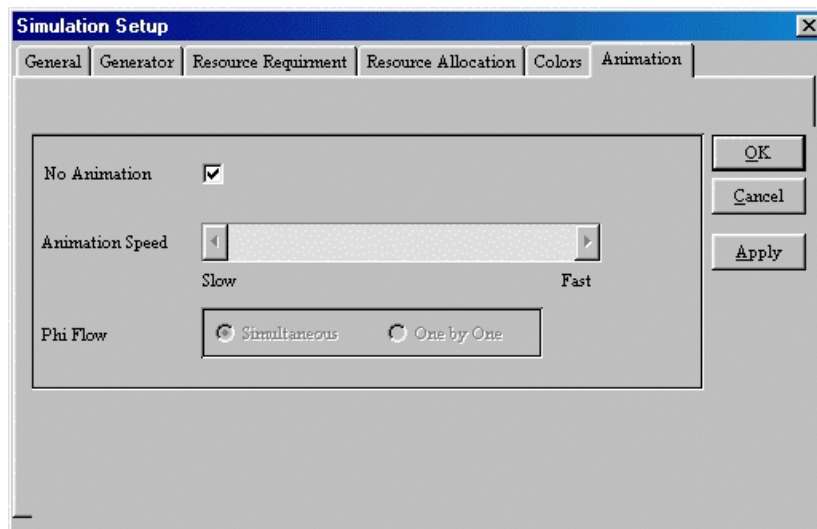 Simulation Setup
General Generator Resource Requirment Resource Allocation Colors Animation
No Animation
OK
Cancel
Animation Speed
Apply
Slow Fast
Phi Flow Simultaneous One by One